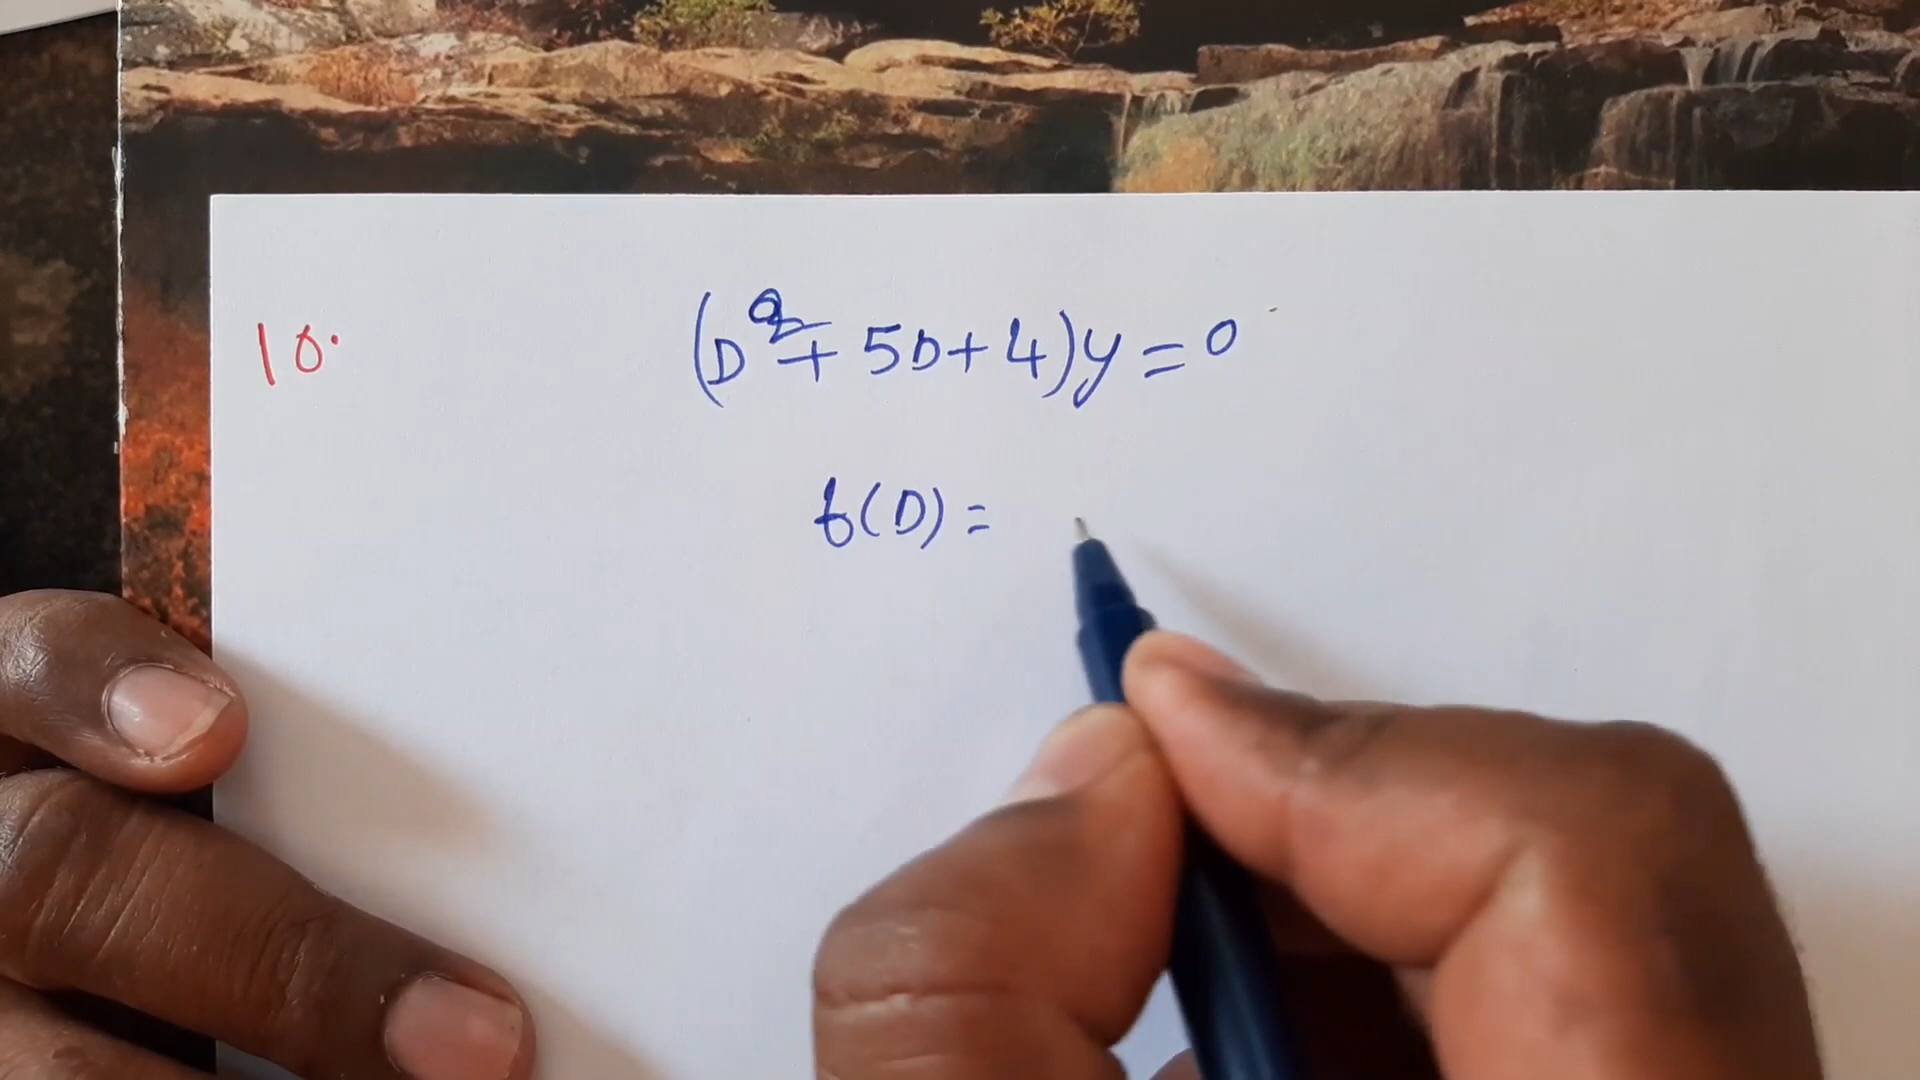 10.
(D²+ 5D+4)y=0
f(D) =